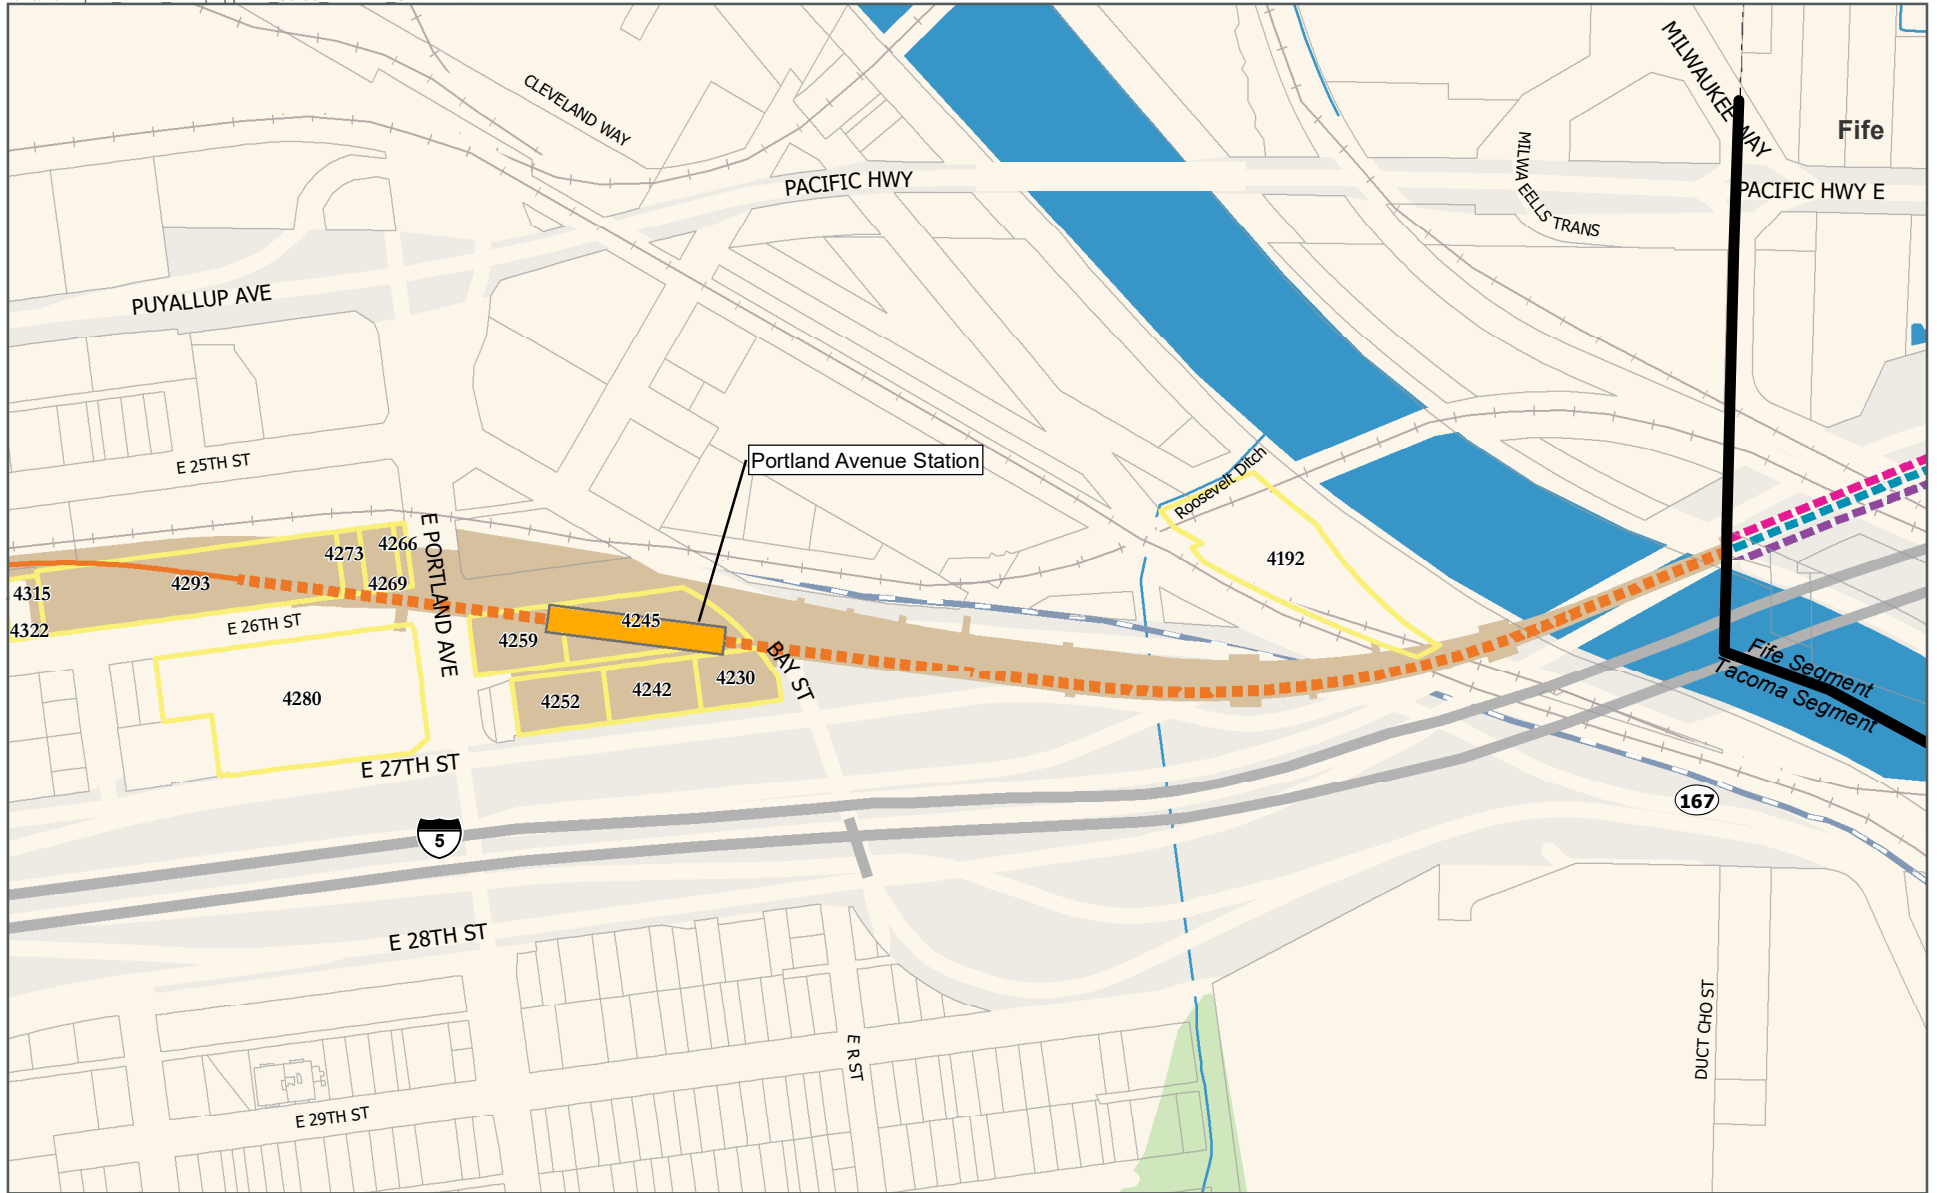 MILWAUKEE WAY
Fife
CLEVELAND WAY
PACIFIC HWY
MILWA EELLS TRANS
PACIFIC HWY E
PUYALLUP AVE
E 25TH ST
Portland Avenue Station
Roosevelt Ditch
E PORTLAND AVE
4273
4266
4293
4269
4315
4322
E 26TH ST
4245
4259
4192
4280
4252
4242
4230
BAY ST
Fife Segment
Tacoma Segment
E 27TH ST
167
5
E 28TH ST
E R ST
DUCT CHO ST
E 29TH ST